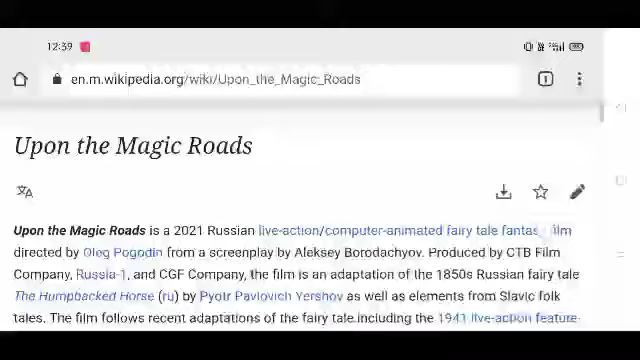 12:39
en.m.wikipedia.org/wiki/Upon_the_Magic_Roads
1
Upon the Magic Roads
Upon the Magic Roads is a 2021 Russian live-action/computer-animated fairy tale fantasy film
directed by Oleg Pogodin from a screenplay by Aleksey Borodachyov. Produced by CTB Film
Company, Russia-1, and CGF Company, the film is an adaptation of the 1850s Russian fairy tale
The Humpbacked Horse (ru) by Pyotr Pavlovich Yershov as well as elements from Slavic folk
tales. The film follows recent adaptations of the fairy tale including the 1941 live-action feature